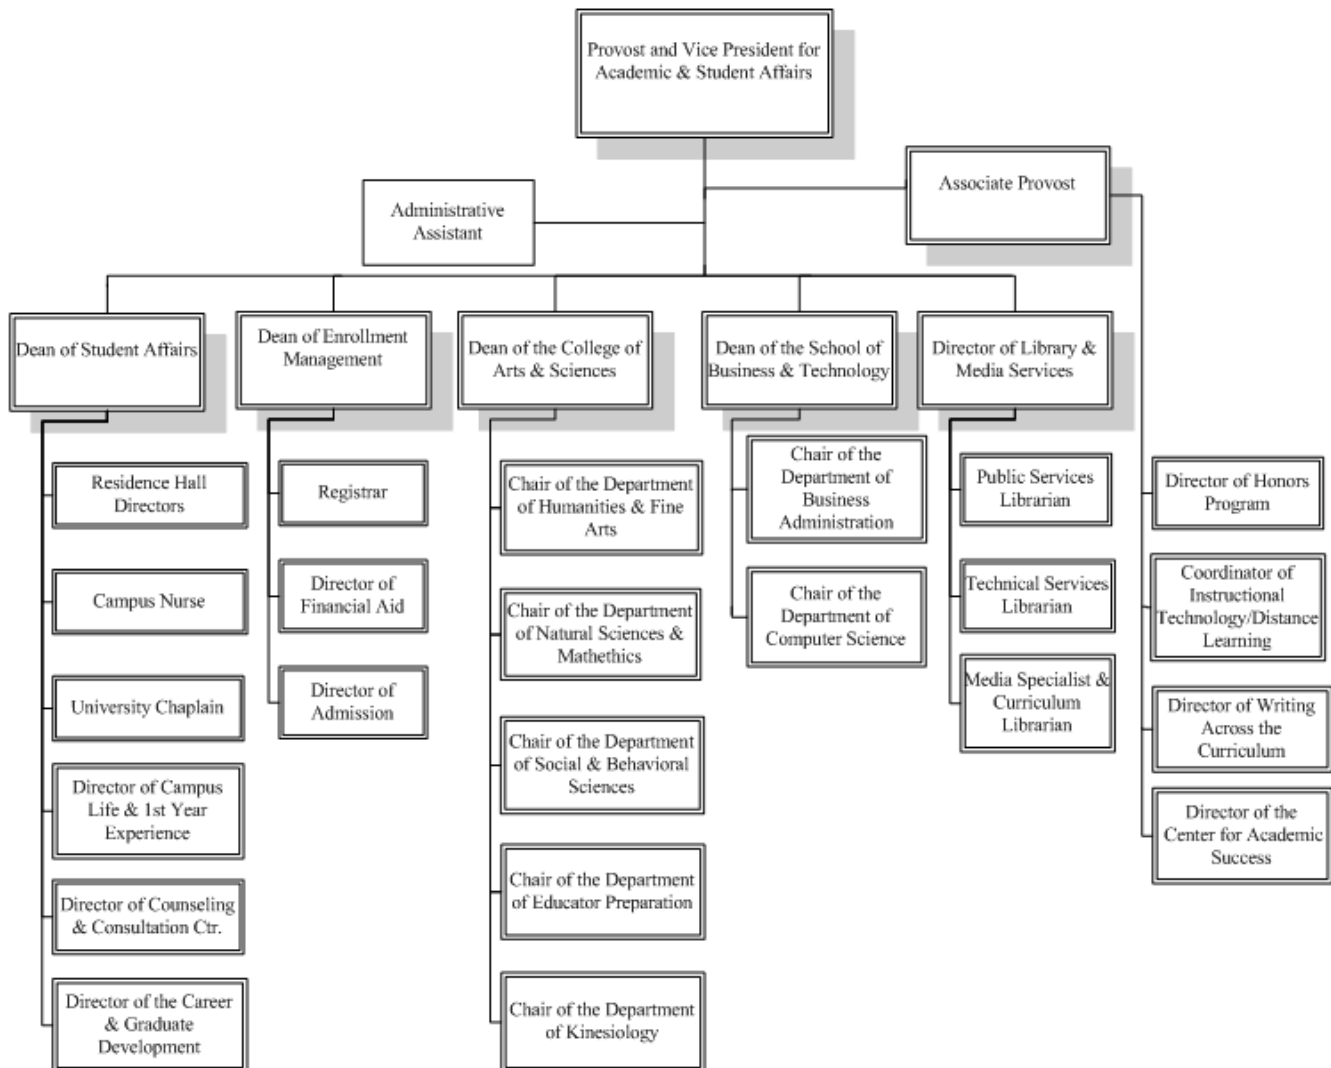 Provost and Vice President for
Academic & Student Affairs
Associate Provost
Administrative
Assistant
Dean of Student Affairs
Dean of Enrollment
Management
Dean of the College of
Arts & Sciences
Dean of the School of
Business & Technology
Director of Library &
Media Services
Residence Hall
Directors
Campus Nurse
University Chaplain
Director of Campus
Life & 1st Year
Experience
Director of Counseling
& Consultation Ctr.
Director of the Career
& Graduate
Development
Registrar
Director of
Financial Aid
Director of
Admission
Chair of the Department
of Humanities & Fine
Arts
Chair of the Department
of Natural Sciences &
Mathethics
Chair of the Department
of Social & Behavioral
Sciences
Chair of the Department
of Educator Preparation
Chair of the Department
of Kinesiology
Chair of the
Department of
Business
Administration
Chair of the
Department of
Computer Science
Public Services
Librarian
Technical Services
Librarian
Media Specialist &
Curriculum
Librarian
Director of Honors
Program
Coordinator of
Instructional
Technology/Distance
Learning
Director of Writing
Across the
Curriculum
Director of the
Center for Academic
Success